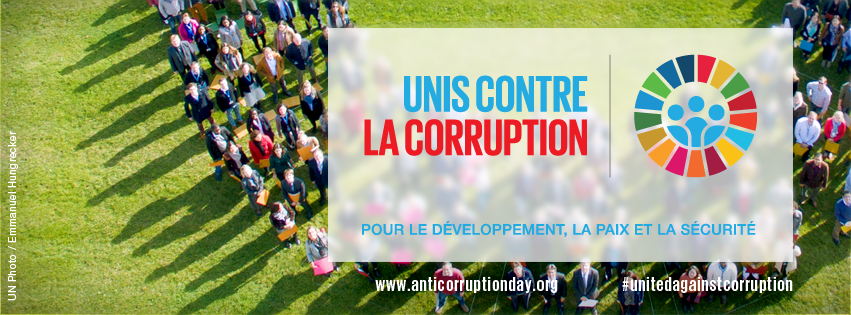 UNIS CONTRE
LA CORRUPTION
POUR LE DÉVELOPPEMENT, LA PAIX ET LA SÉCURITÉ
www.anticorruptionday.org #unitedagainstcorruption
UN Photo / Emmanuel Hungrecker